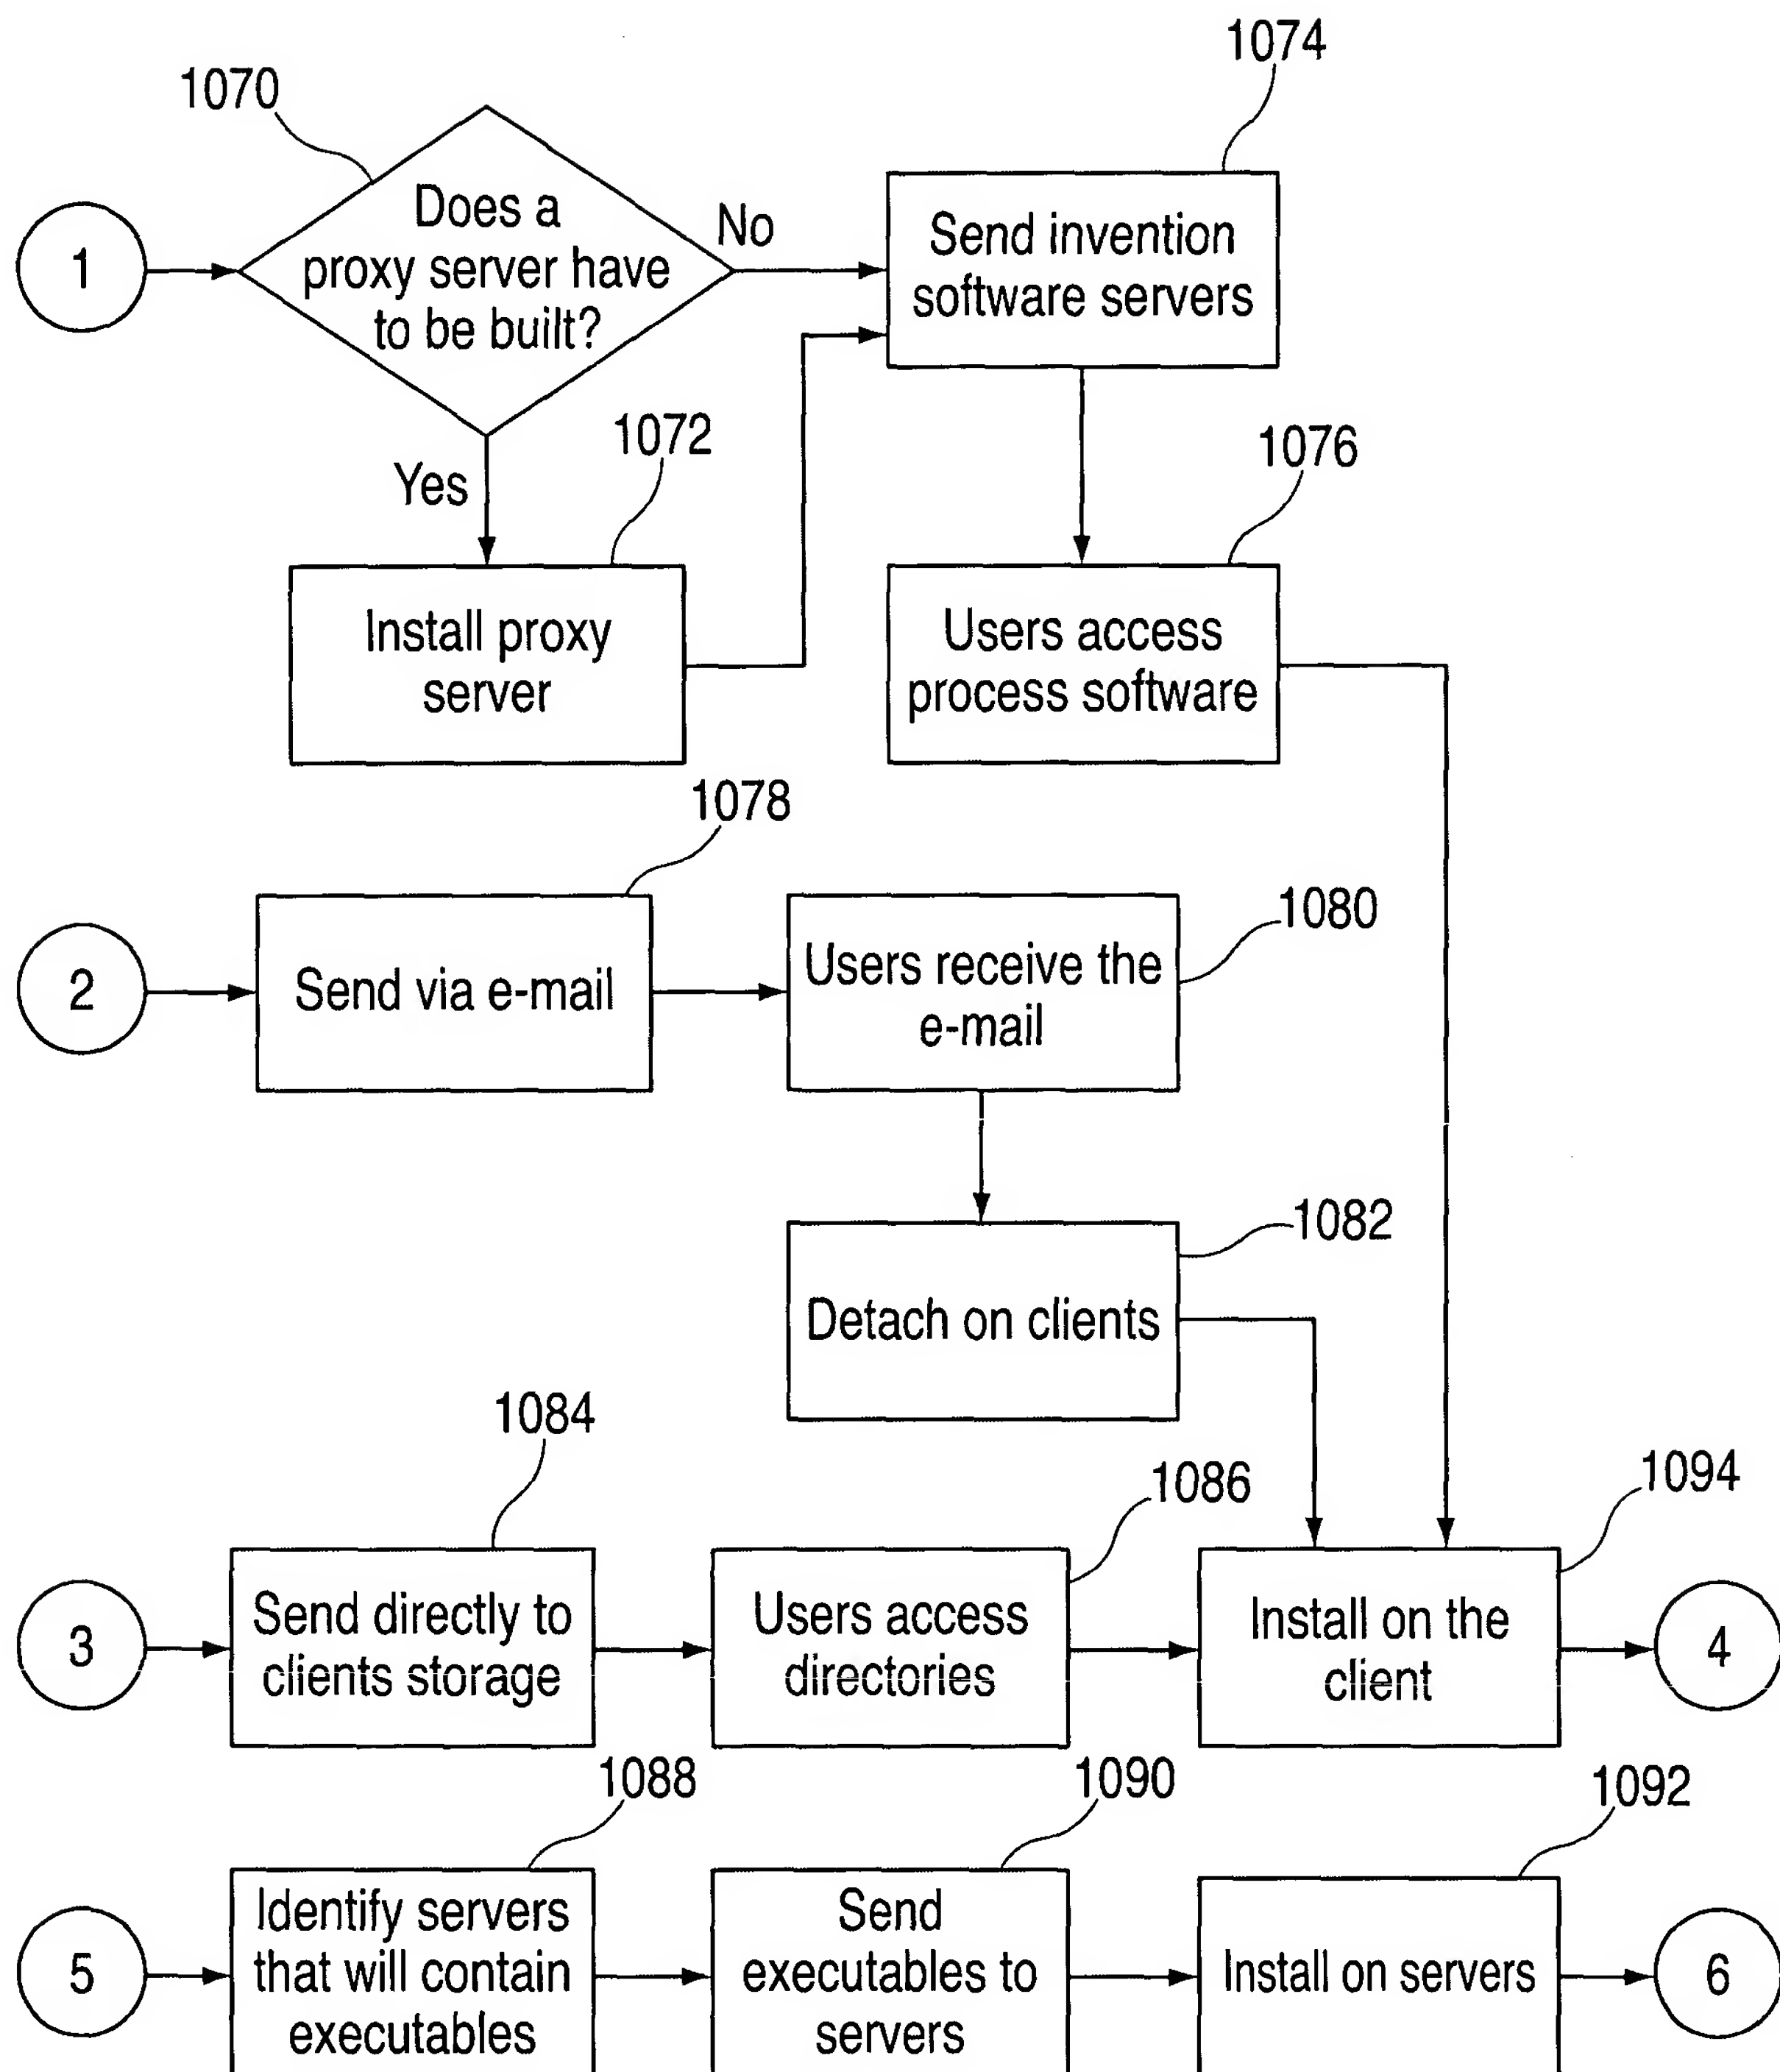 1074
1070
Does a
proxy server have
to be built?
No
Send invention
software servers
1
1072
1076
Yes
Install proxy
server
Users access
process software
1078
1080
2
Send via e-mail
Users receive the
e-mail
1082
Detach on clients
1084
1086
1094
3
Send directly to
clients storage
Users access
directories
Install on the
client
4
1088
1090
1092
5
Identify servers
that will contain
executables
Send
executables to
servers
Install on servers
6